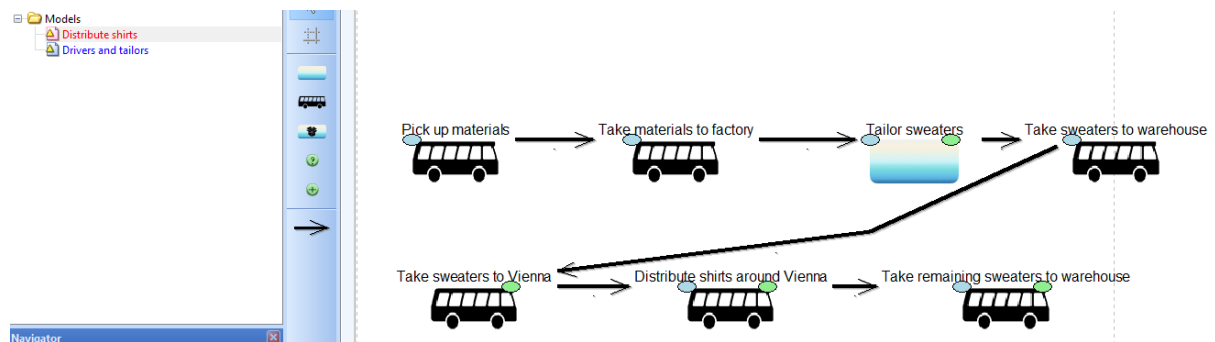 Models
Distribute shirts
Drivers and tailors
Pick up materials
Take materials to factory
Tailor sweaters
Take sweaters to warehouse
Take sweaters to Vienna
Distribute shirts around Vienna
Take remaining sweaters to warehouse
Navigator